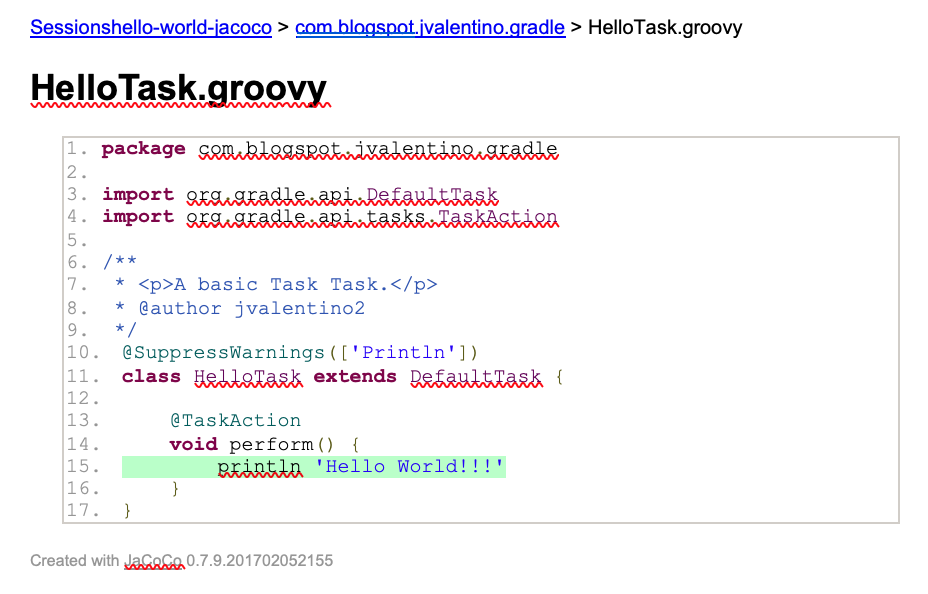 Sessionshello-world-jacoco > com.blogspot.jvalentino.gradle > HelloTask.groovy
HelloTask.groovy
1. package com.blogspot.jvalentino.gradle
2.
3. import org.gradle.api.DefaultTask
4. import org.gradle.api.tasks.TaskAction
5.
6. /**
7.  * <p>A basic Task Task.</p>
8.  * @author jvalentino2
9.  */
10. @SuppressWarnings(['Println'])
11. class HelloTask extends DefaultTask {
12.
13.     @TaskAction
14.     void perform() {
15.         println 'Hello World!!!'
16.     }
17. }
Created with JaCoCo 0.7.9.201702052155